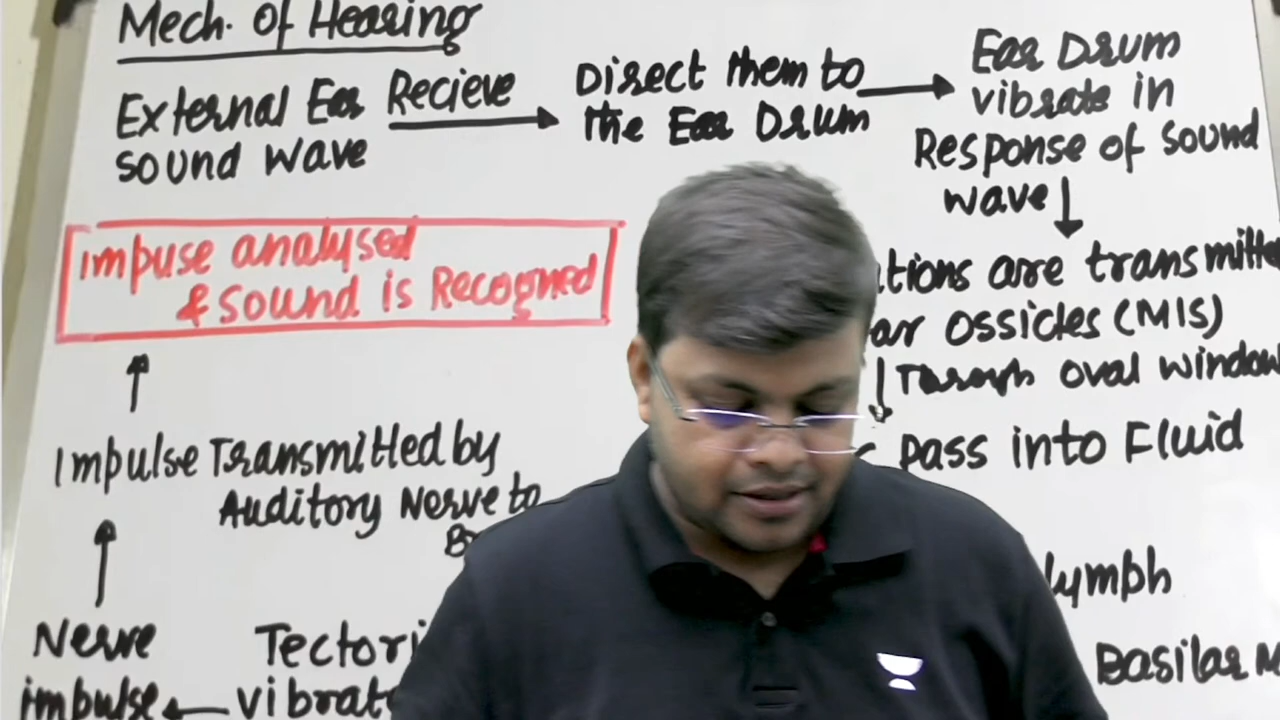 Mech. of Hearing
External Ear Recieve
sound wave
Direct them to
the Ear Drum
Ear Drum
vibrate in
Response of sound
wave
ations are transmitte
ar ossicles (MIS)
Through oval window
Pass into Fluid
lymph
Basilar M
Tectori
vibrate
Nerve
impulse
Impulse Transmitted by
Auditory Nerve to
B
Impuse analysed
& sound is Recogned